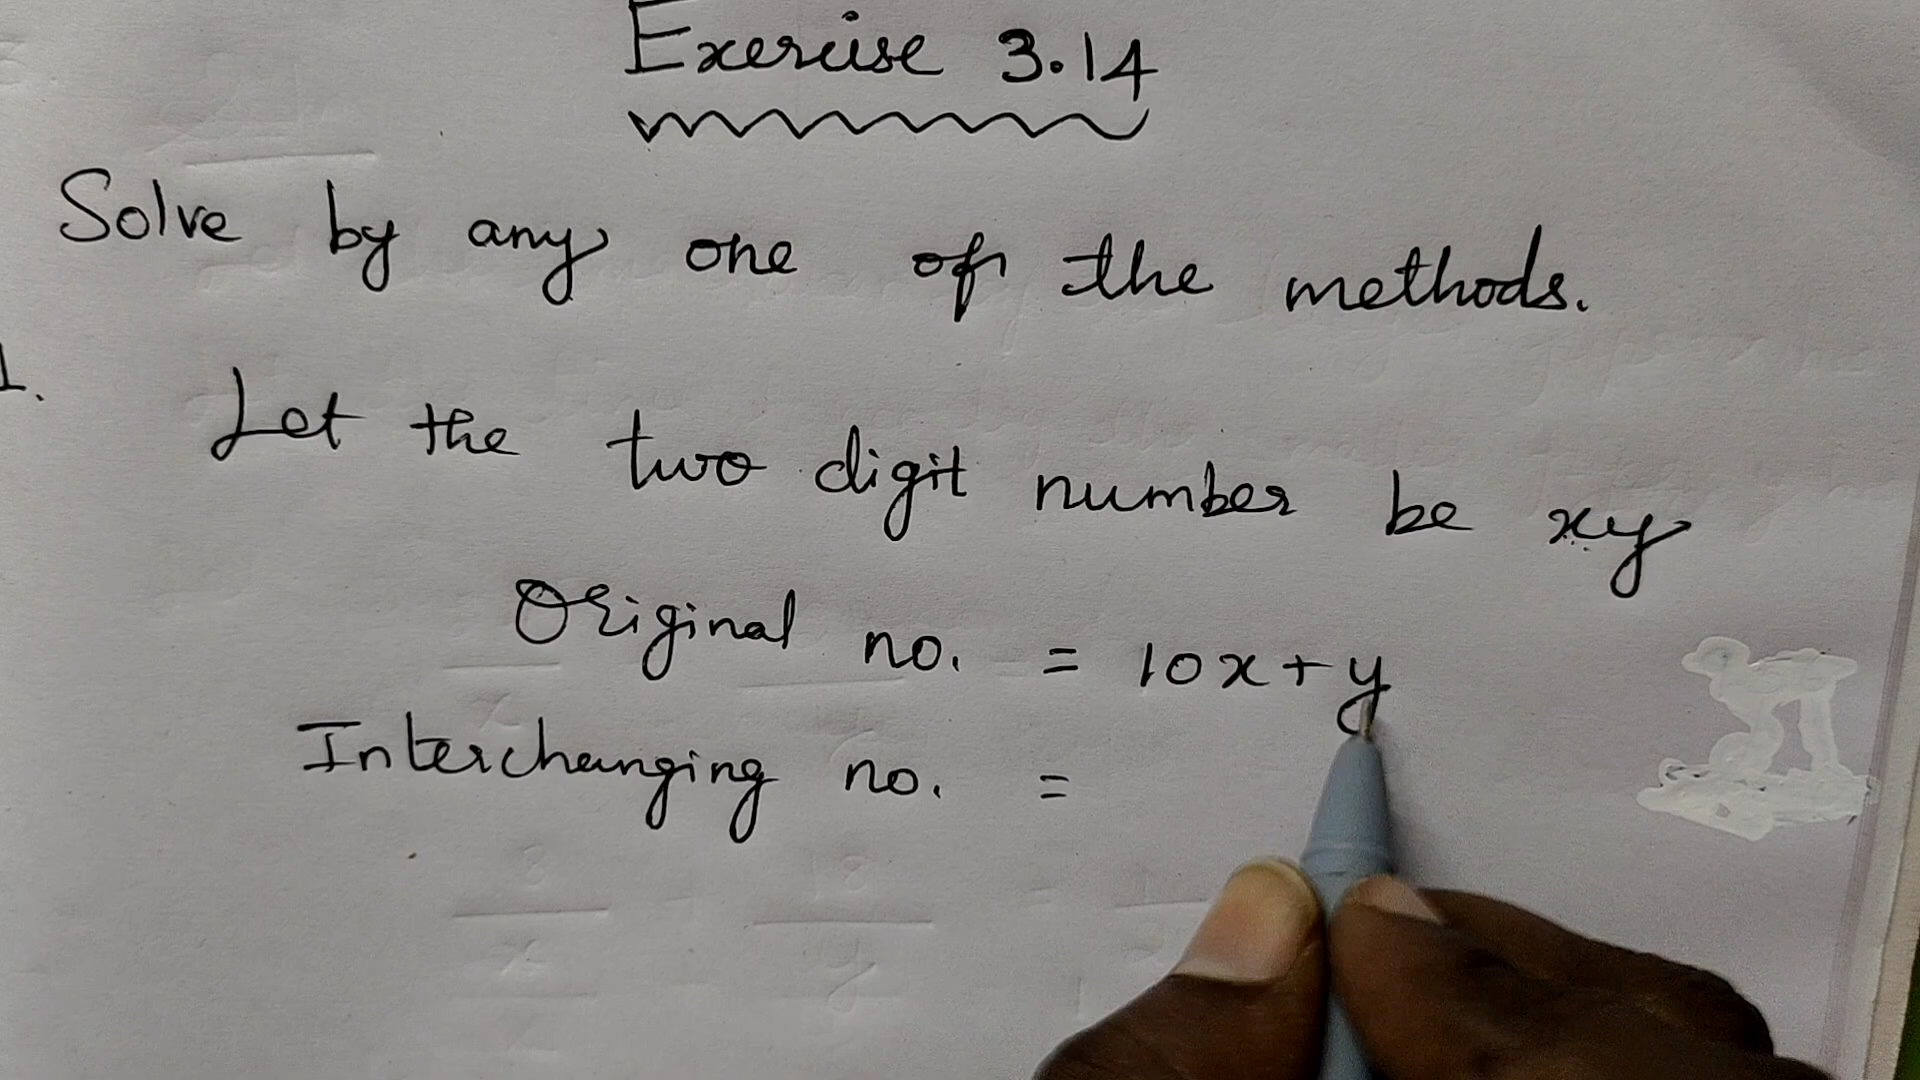 Exercise 3.14
Solve by any one of the methods.
1. Let the two digit number be xy
Original no. = 10x+y
Interchanging no. =